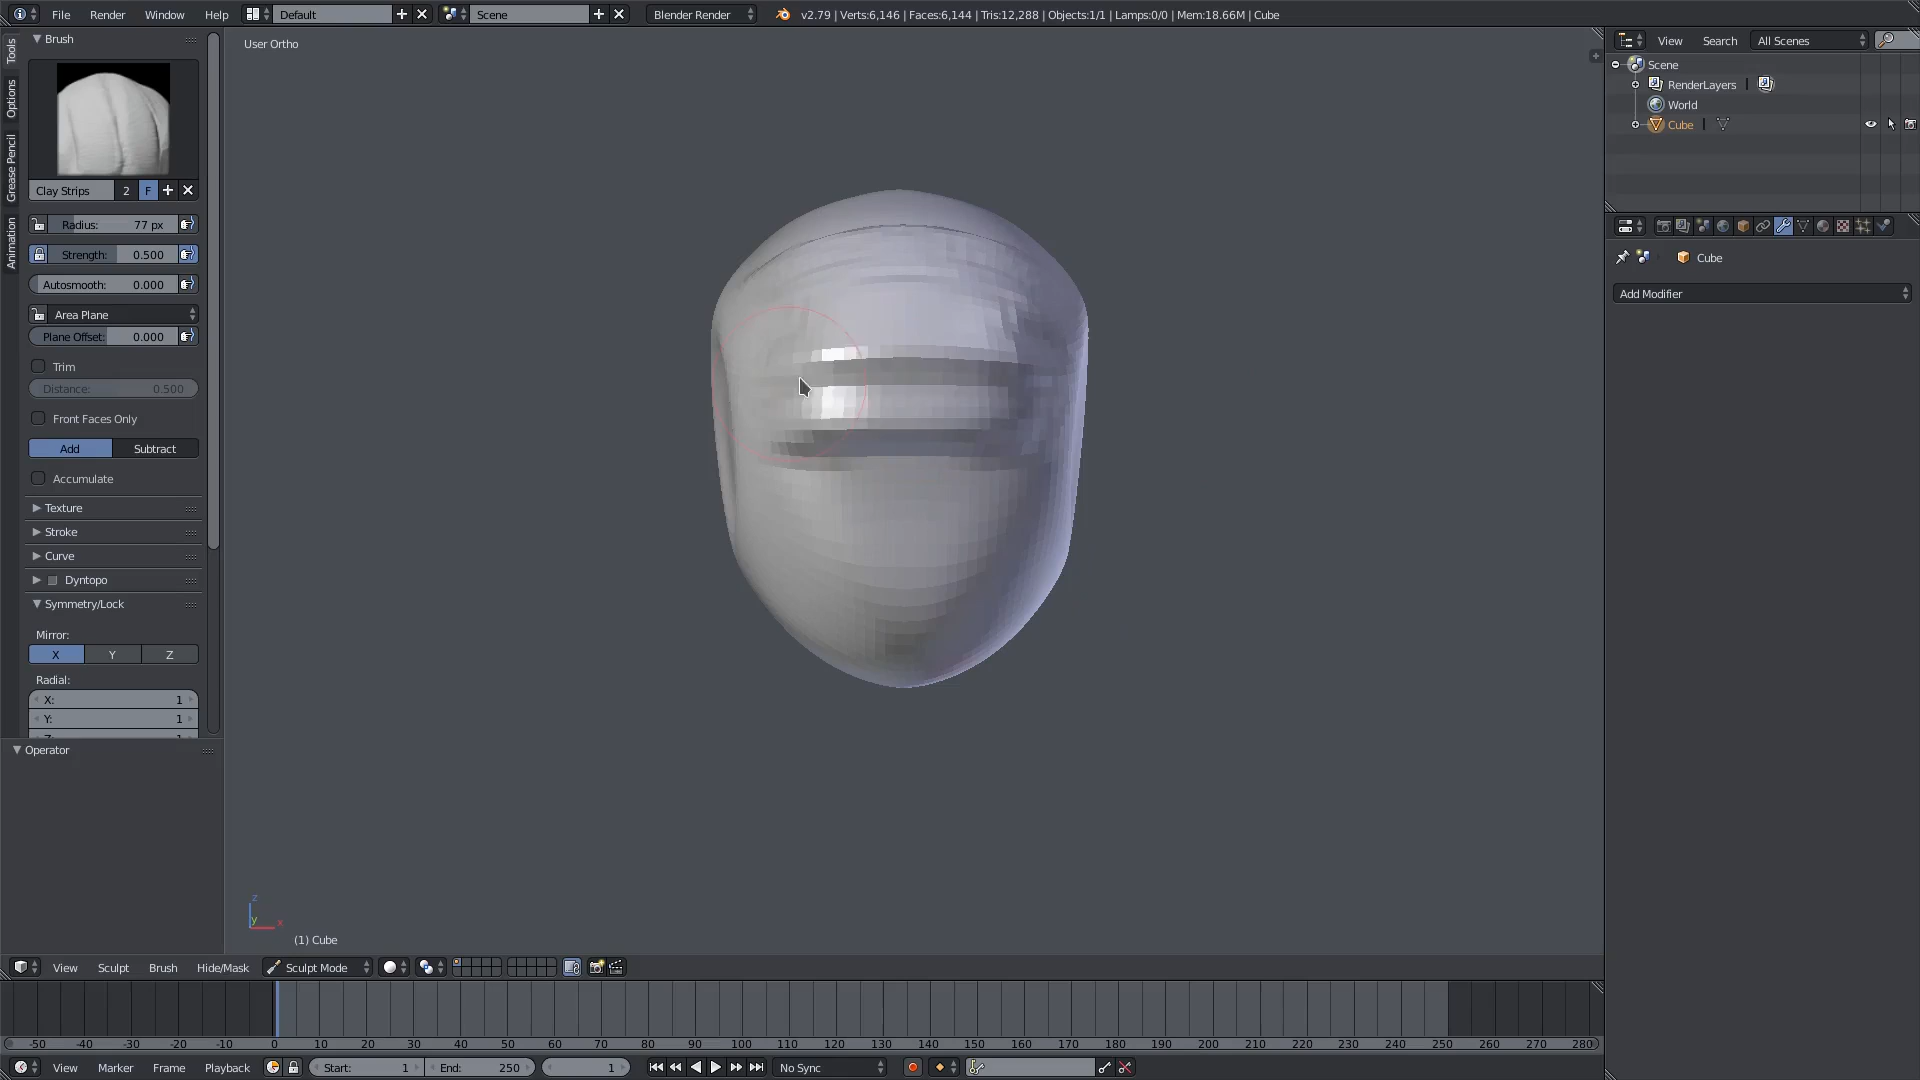 File Render Window Help Default Scene Blender Render v2.79 | Verts:6,146 | Faces:6,144 | Tris:12,288 | Objects:1/1 | Lamps:0/0 | Mem:18.66M | Cube
Tools
Options
Grease Pencil
Animation
Brush
Clay Strips 2 F
Radius: 77 px
Strength: 0.500
Autosmooth: 0.000
Area Plane
Plane Offset: 0.000
Trim
Distance: 0.500
Front Faces Only
Add Subtract
Accumulate
Texture
Stroke
Curve
Dyntopo
Symmetry/Lock
Mirror:
X Y Z
Radial:
X: 1
Y: 1
Operator
User Ortho
z
y x
(1) Cube
View Search All Scenes
Scene
RenderLayers |
World
Cube |
Cube
Add Modifier
View Sculpt Brush Hide/Mask Sculpt Mode
-50 -40 -30 -20 -10 0 10 20 30 40 50 60 70 80 90 100 110 120 130 140 150 160 170 180 190 200 210 220 230 240 250 260 270 280
View Marker Frame Playback Start: 1 End: 250 1 No Sync